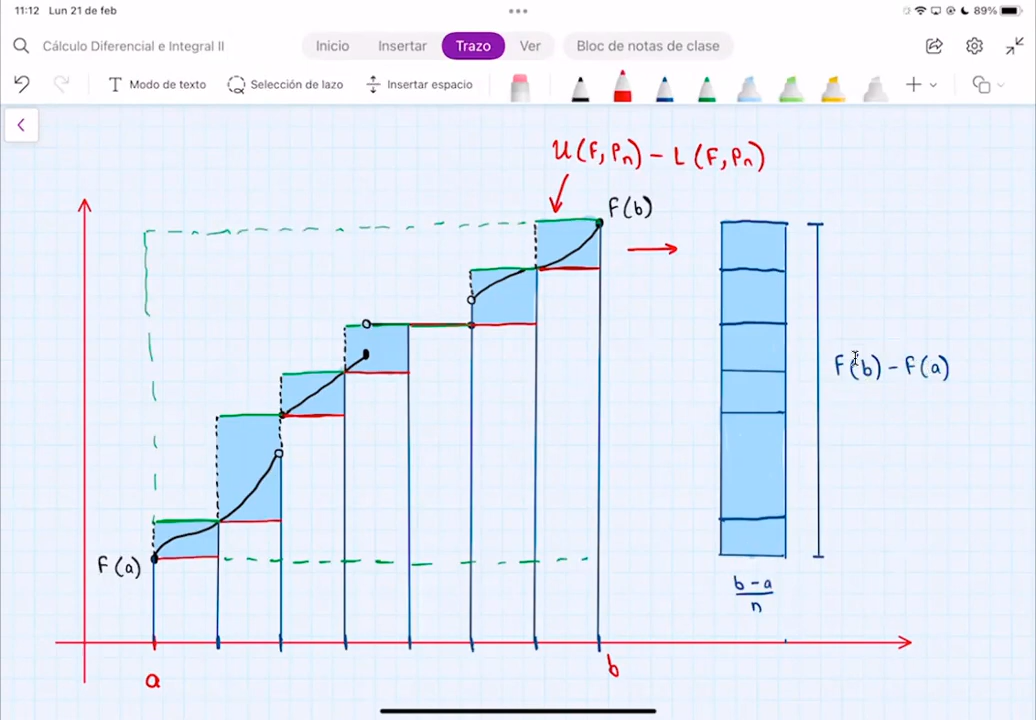 11:12 Lun 21 de feb
89%
Cálculo Diferencial e Integral II
Inicio Insertar Trazo Ver Bloc de notas de clase
Modo de texto Selección de lazo Insertar espacio
U(F, Pn) - L(F, Pn)
F(b)
F(b) - F(a)
F(a)
b-a
n
a
b